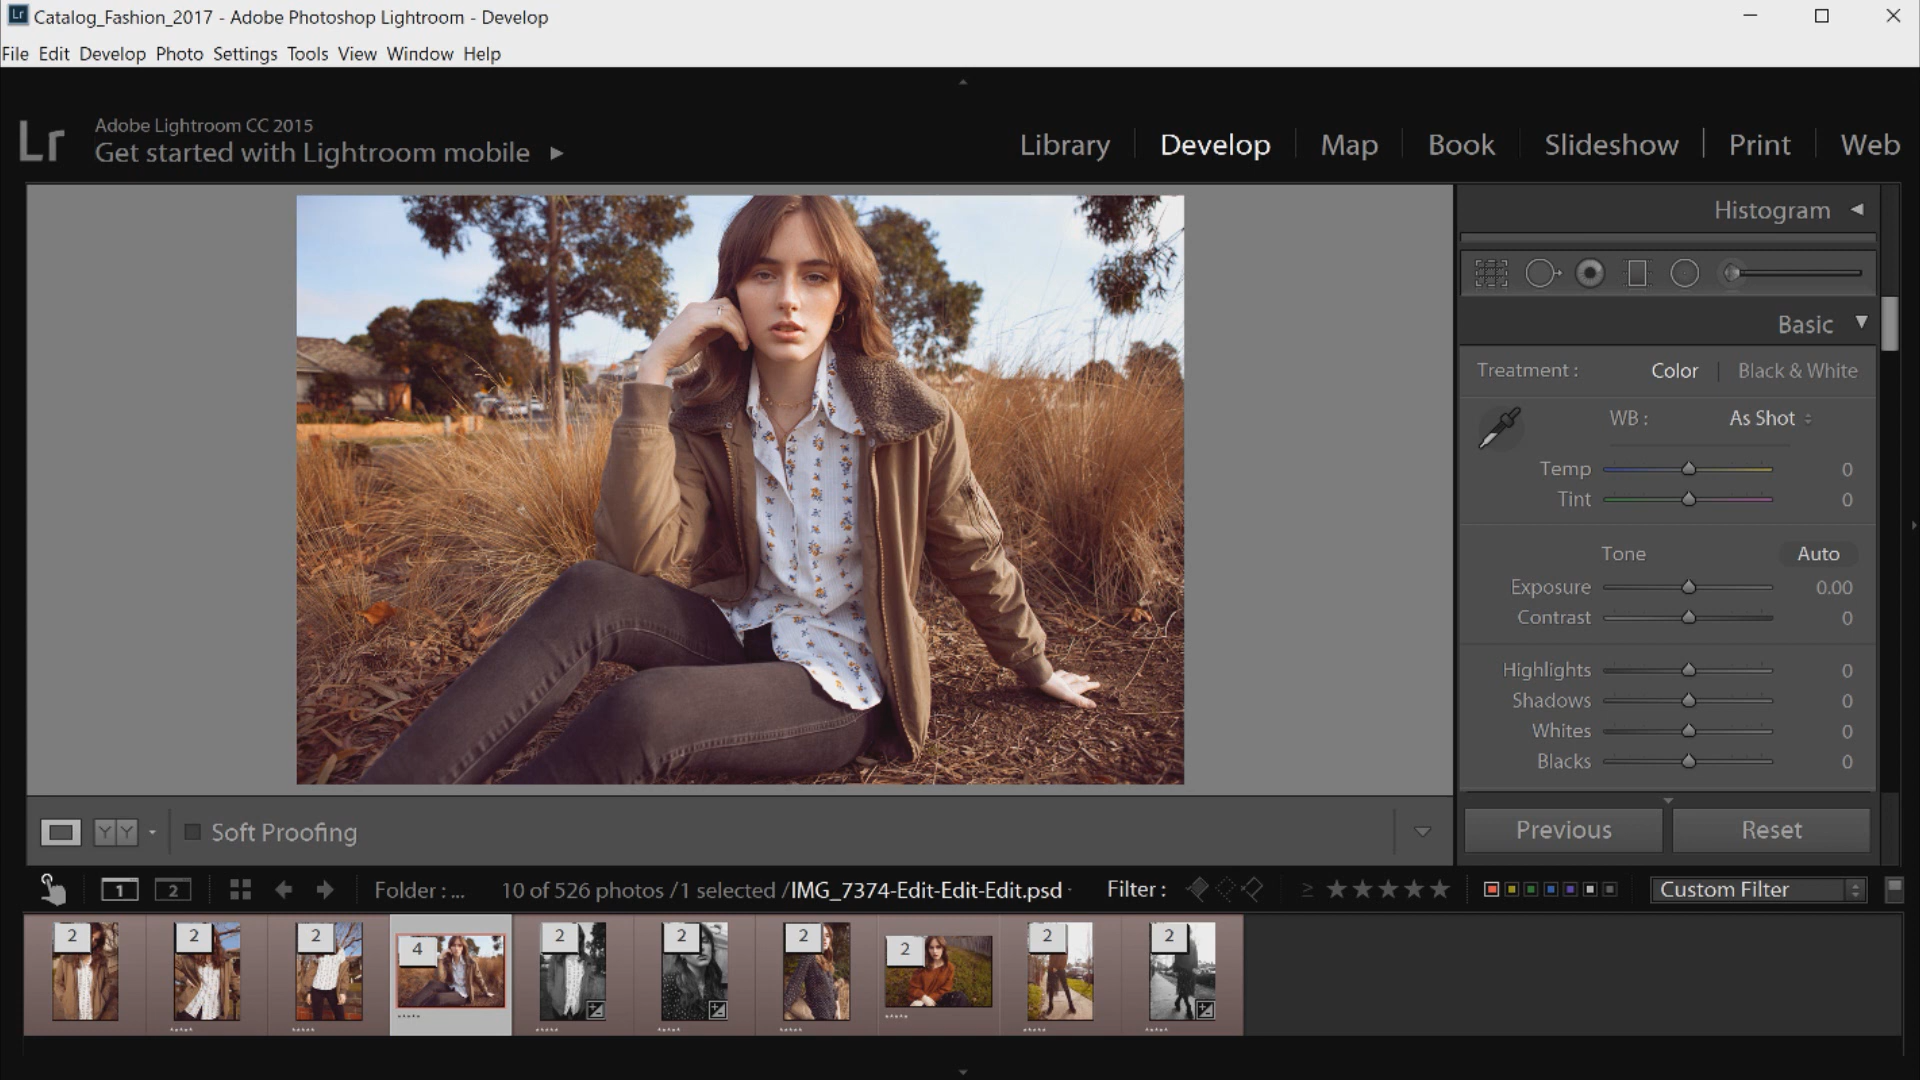 Lr Catalog_Fashion_2017 - Adobe Photoshop Lightroom - Develop
File Edit Develop Photo Settings Tools View Window Help
Lr
Adobe Lightroom CC 2015
Get started with Lightroom mobile
Library Develop Map Book Slideshow Print Web
Histogram
Basic
Treatment : Color Black & White
WB : As Shot
Temp 0
Tint 0
Tone Auto
Exposure 0.00
Contrast 0
Highlights 0
Shadows 0
Whites 0
Blacks 0
YY Soft Proofing
Previous Reset
1 2 Folder : ... 10 of 526 photos /1 selected /IMG_7374-Edit-Edit-Edit.psd Filter : ≥ ★★★★★ Custom Filter
2 2 2 4 2 2 2 2 2 2